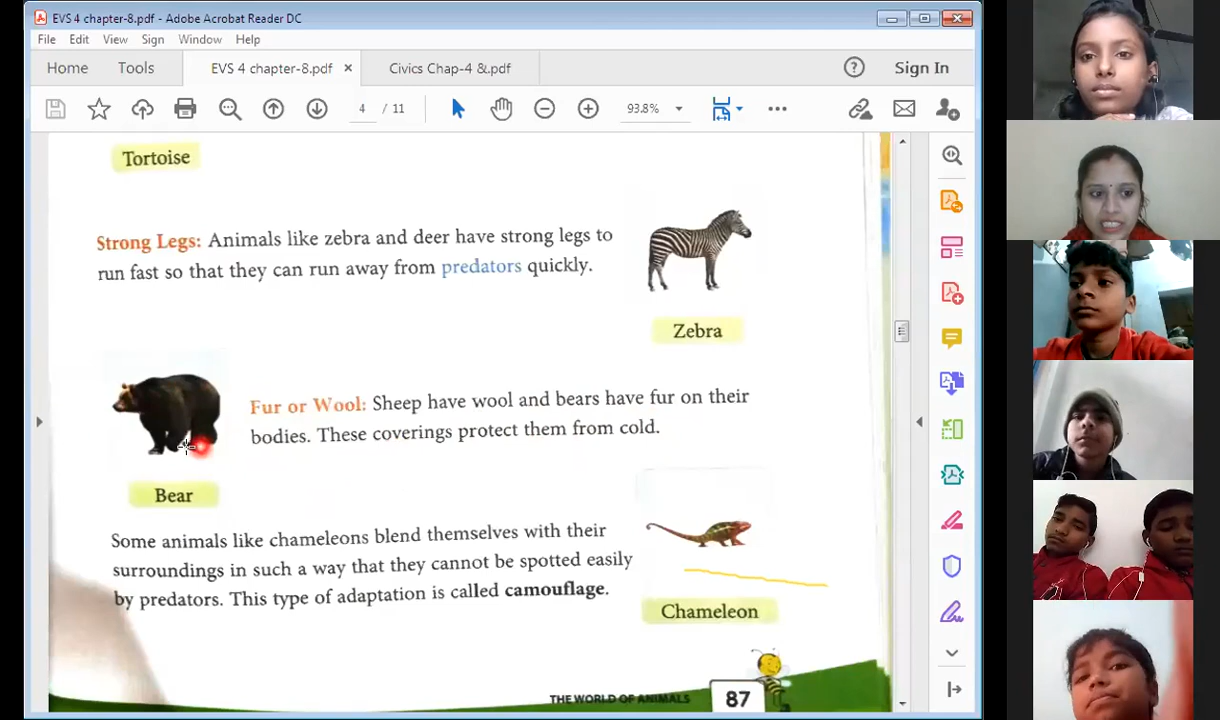 EVS 4 chapter-8.pdf - Adobe Acrobat Reader DC
File Edit View Sign Window Help
Home Tools EVS 4 chapter-8.pdf × Civics Chap-4 &.pdf Sign In
4 / 11 93.8%
Tortoise
Strong Legs: Animals like zebra and deer have strong legs to
run fast so that they can run away from predators quickly.
Zebra
Fur or Wool: Sheep have wool and bears have fur on their
bodies. These coverings protect them from cold.
Bear
Some animals like chameleons blend themselves with their
surroundings in such a way that they cannot be spotted easily
by predators. This type of adaptation is called camouflage.
Chameleon
THE WORLD OF ANIMALS 87